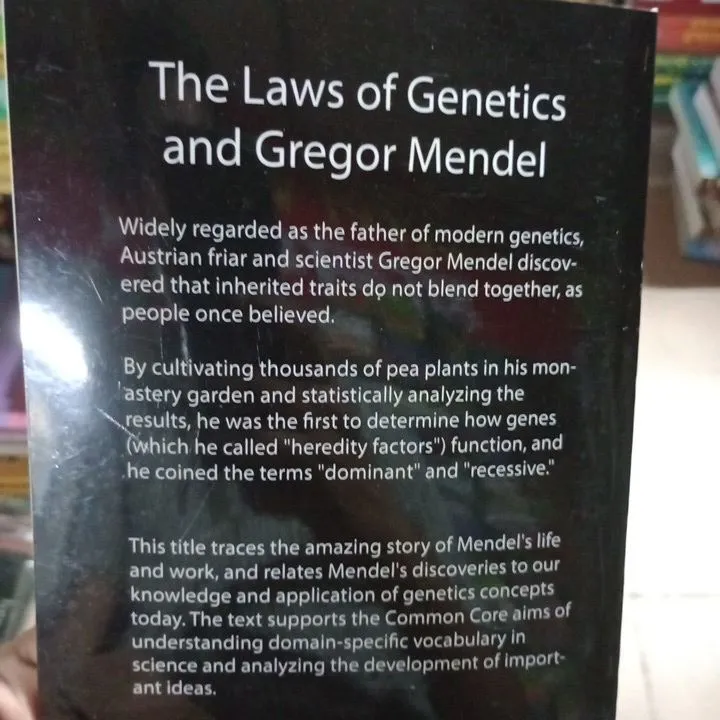 The Laws of Genetics
and Gregor Mendel
Widely regarded as the father of modern genetics,
Austrian friar and scientist Gregor Mendel discov-
ered that inherited traits do not blend together, as
people once believed.
By cultivating thousands of pea plants in his mon-
astery garden and statistically analyzing the
results, he was the first to determine how genes
(which he called "heredity factors") function, and
he coined the terms "dominant" and "recessive."
This title traces the amazing story of Mendel's life
and work, and relates Mendel's discoveries to our
knowledge and application of genetics concepts
today. The text supports the Common Core aims of
understanding domain-specific vocabulary in
science and analyzing the development of import-
ant ideas.